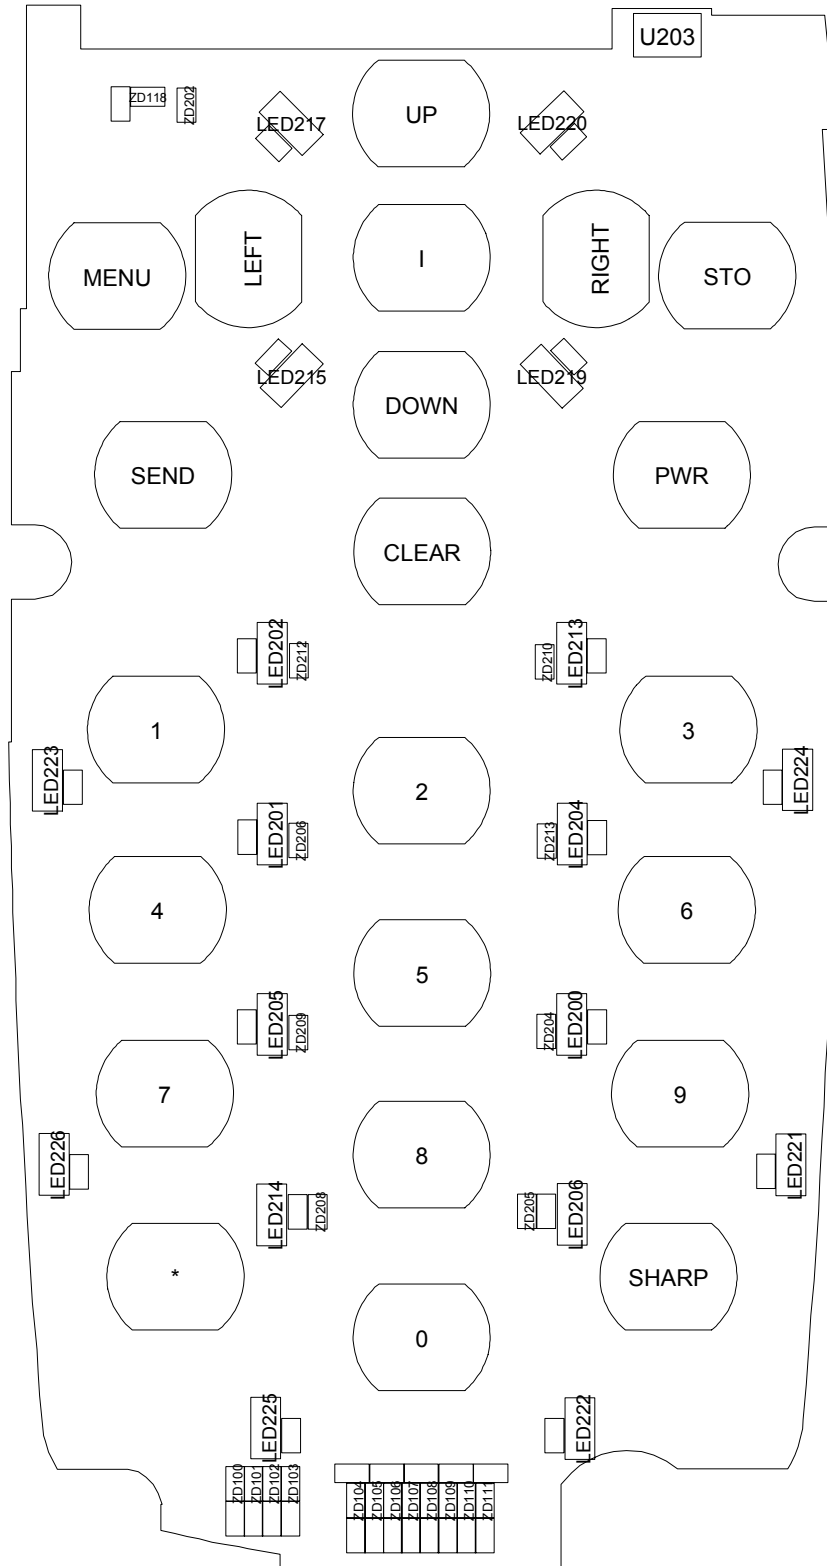 U203
ZD118
ZD202
LED217
UP
LED220
MENU
LEFT
I
RIGHT
STO
LED215
DOWN
LED219
SEND
PWR
CLEAR
LED202
ZD212
ZD210
LED213
1
3
LED223
2
LED224
LED201
ZD206
ZD213
LED204
4
6
5
LED205
ZD209
ZD204
LED200
7
9
8
LED226
LED221
LED214
ZD208
ZD205
LED206
*
SHARP
0
LED225
LED222
ZD100
ZD101
ZD102
ZD103
ZD104
ZD105
ZD106
ZD107
ZD108
ZD109
ZD110
ZD111